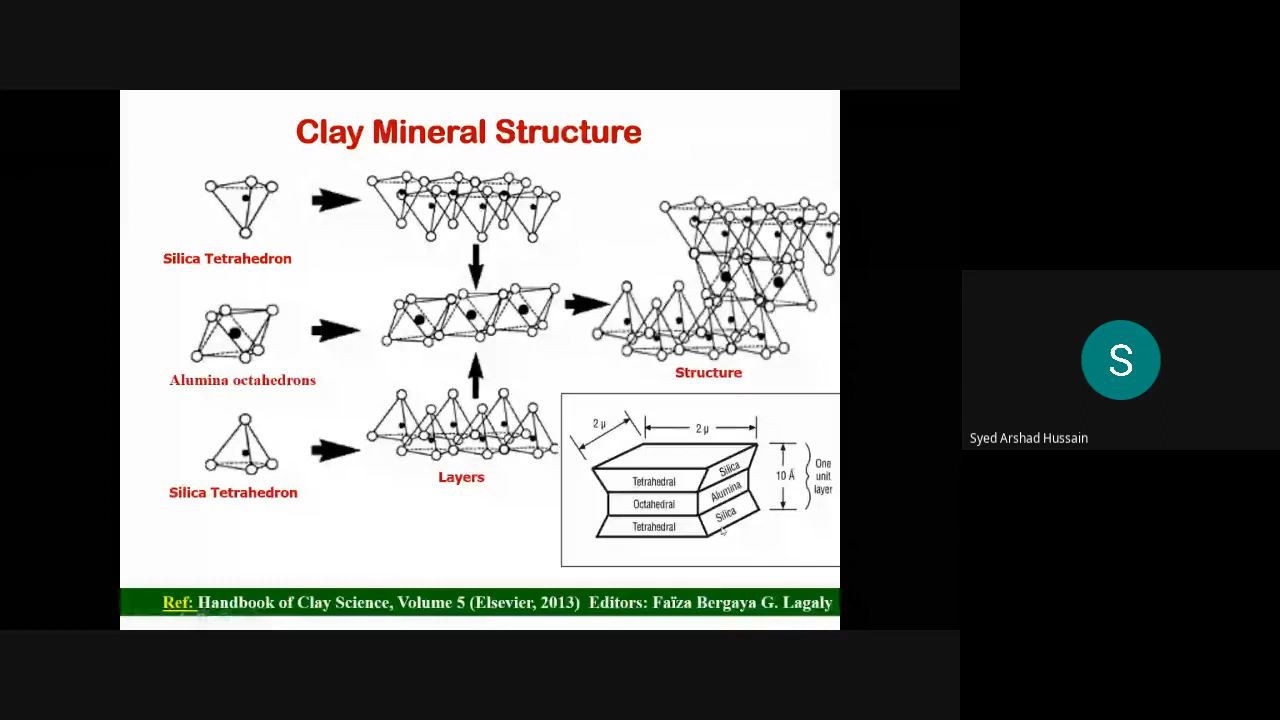 Clay Mineral Structure
Silica Tetrahedron
Alumina octahedrons
Silica Tetrahedron
Layers
Structure
2 μ
2 μ
Tetrahedral
Octahedral
Tetrahedral
Silica
Alumina
Silica
10 Å
One
unit
layer
Ref: Handbook of Clay Science, Volume 5 (Elsevier, 2013) Editors: Faïza Bergaya G. Lagaly
S
Syed Arshad Hussain